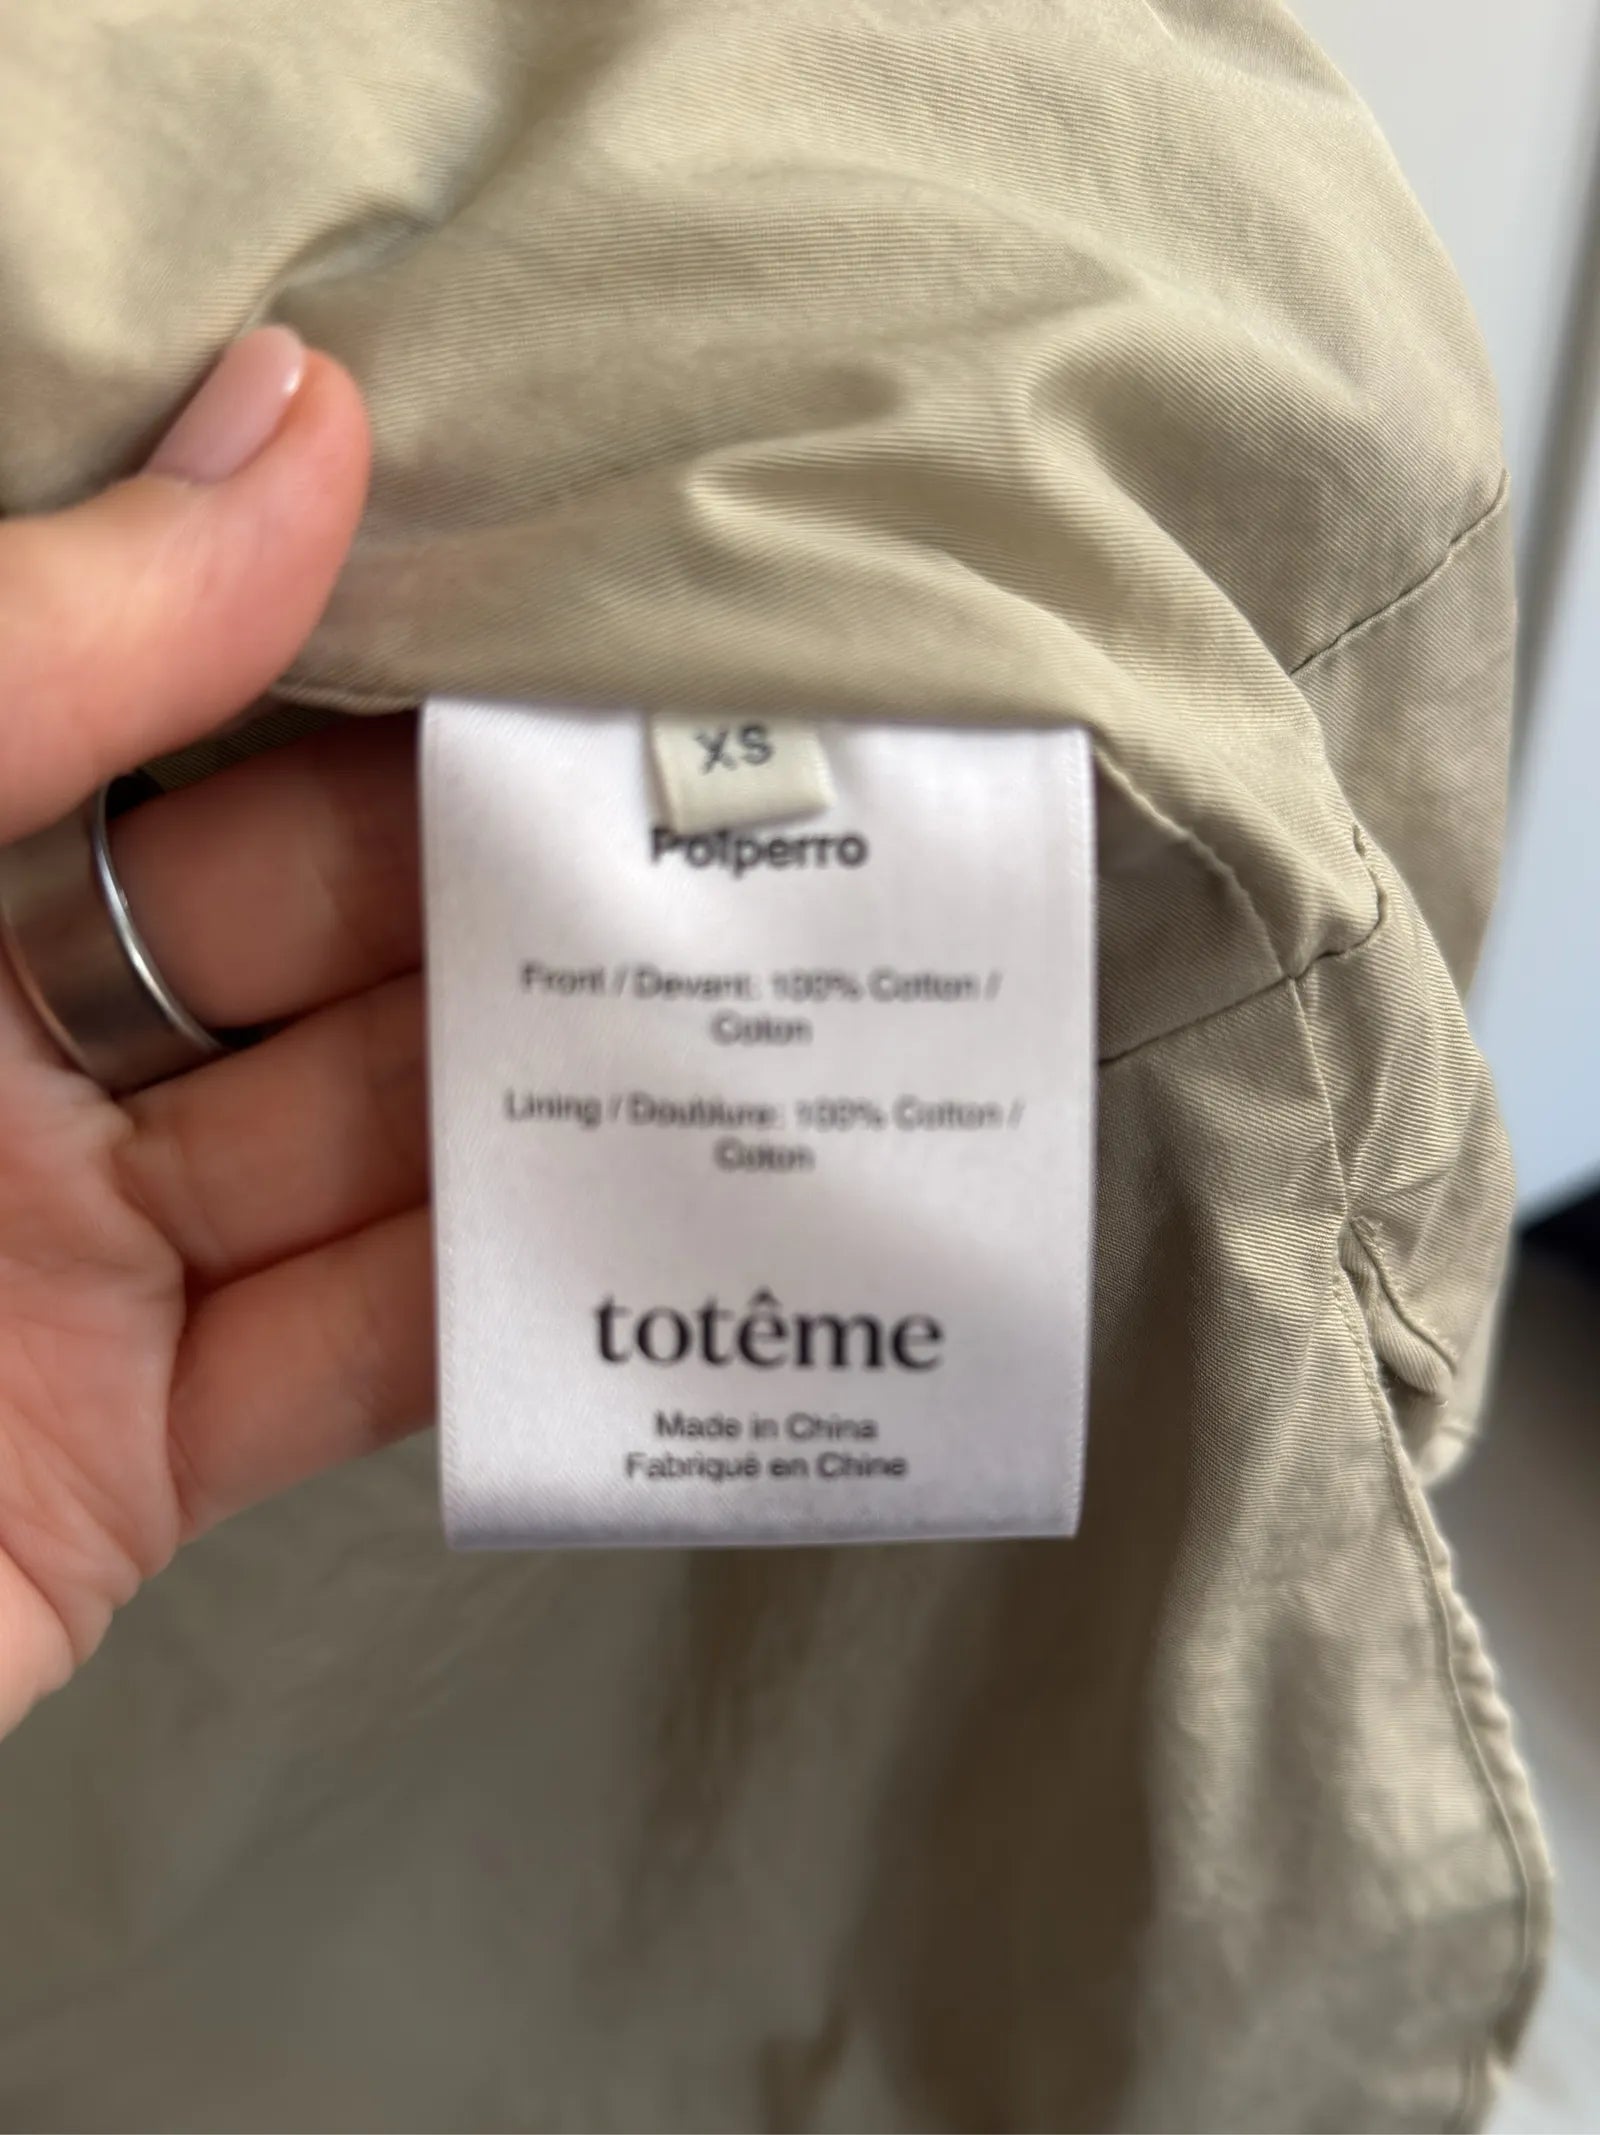 XS
Polperro
Front / Devant: 100% Cotton /
Coton
Lining / Doublure: 100% Cotton /
Coton
totême
Made in China
Fabriqué en Chine